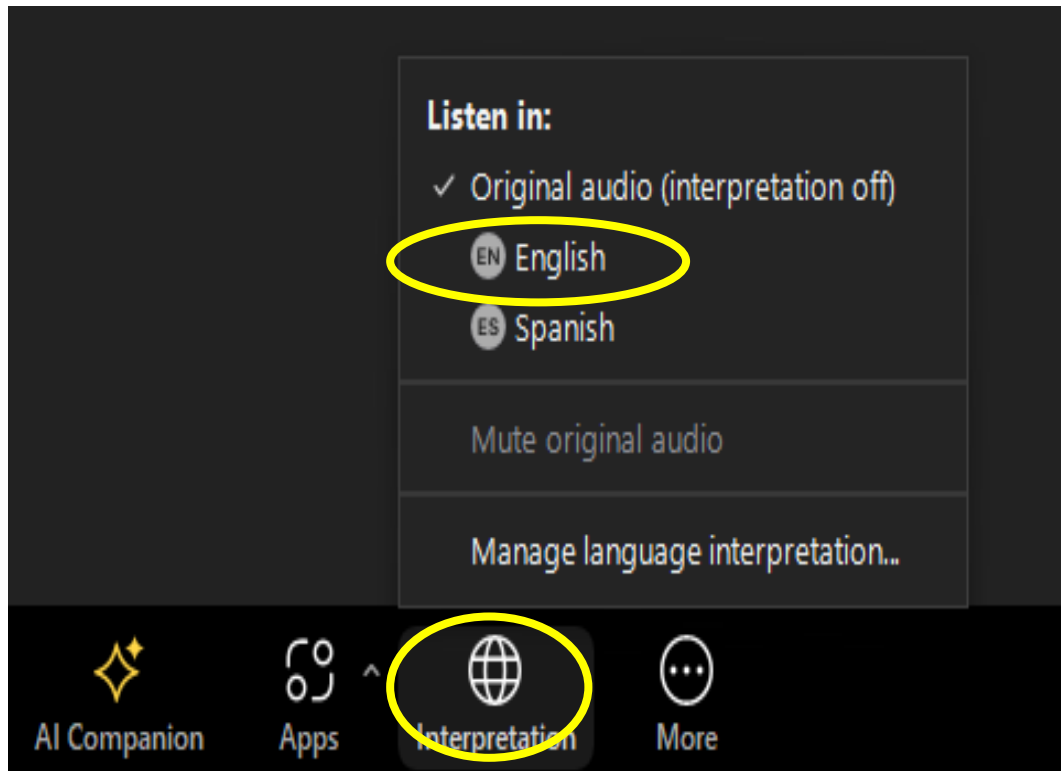 Listen in:
✓ Original audio (interpretation off)
EN English
ES Spanish
Mute original audio
Manage language interpretation...
AI Companion Apps Interpretation More